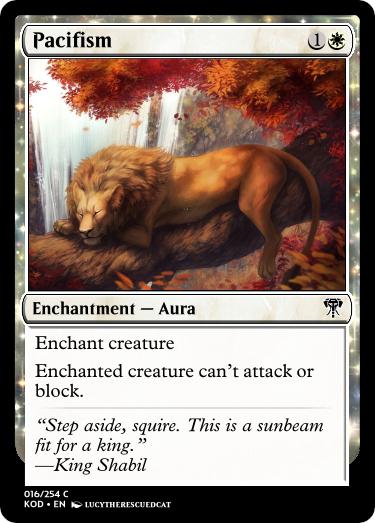 Pacifism 1
Enchantment — Aura
Enchant creature
Enchanted creature can't attack or
block.
“Step aside, squire. This is a sunbeam
fit for a king.”
—King Shabil
016/254 C
KOD • EN LUCYTHERESCUEDCAT